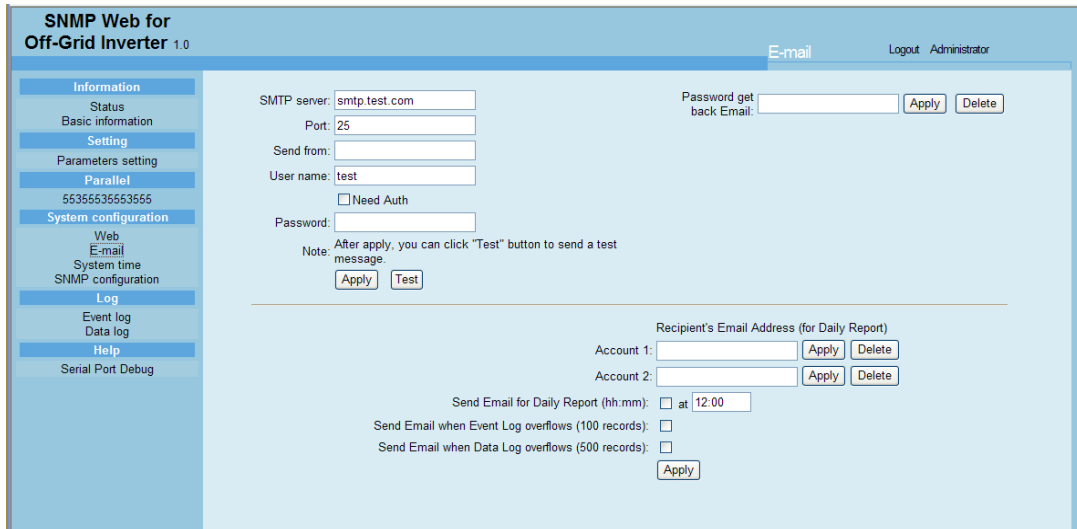 SNMP Web for
Off-Grid Inverter 1.0
E-mail
Logout Administrator
Information
Status
Basic information
Setting
Parameters setting
Parallel
55355535553555
System configuration
Web
E-mail
System time
SNMP configuration
Log
Event log
Data log
Help
Serial Port Debug
SMTP server: smtp.test.com
Port: 25
Send from:
User name: test
Need Auth
Password:
Note: After apply, you can click "Test" button to send a test
message.
Apply Test
Password get
back Email: Apply Delete
Recipient's Email Address (for Daily Report)
Account 1: Apply Delete
Account 2: Apply Delete
Send Email for Daily Report (hh:mm): at 12:00
Send Email when Event Log overflows (100 records):
Send Email when Data Log overflows (500 records):
Apply